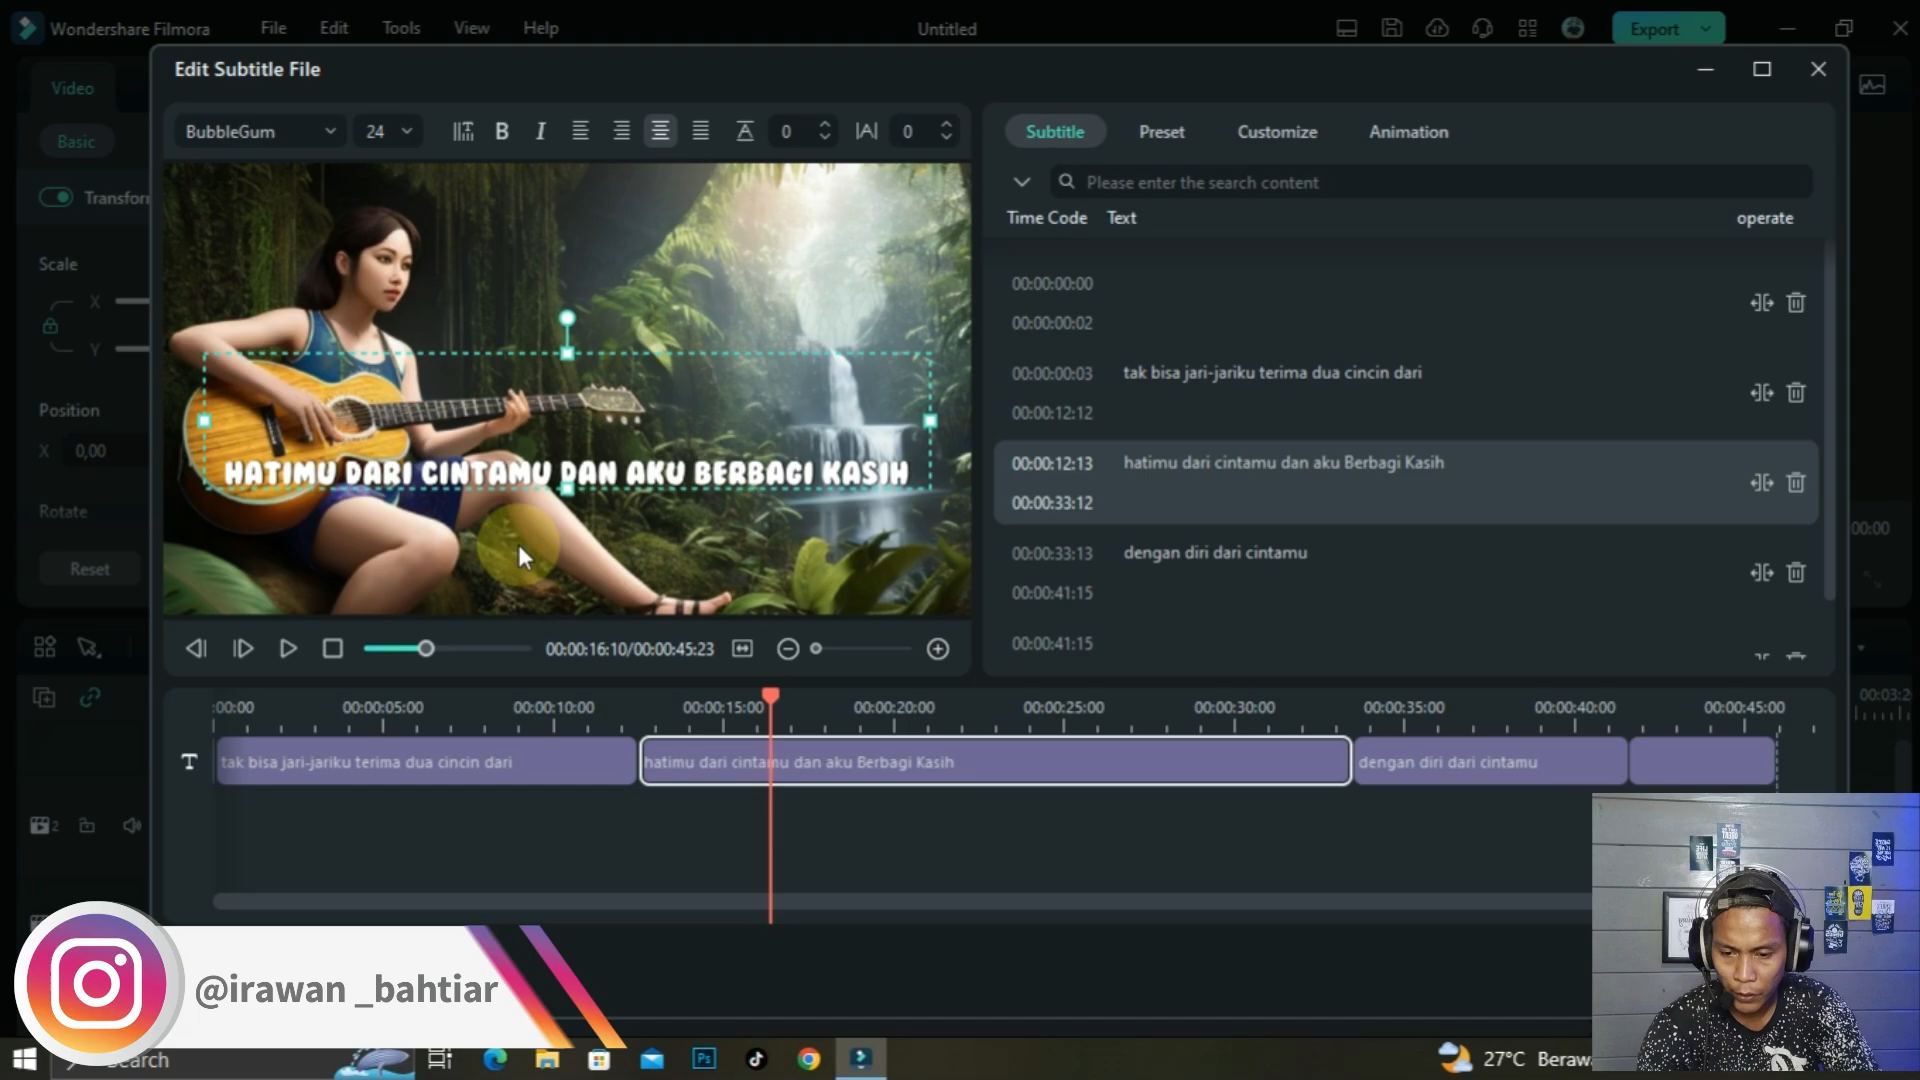 Wondershare Filmora File Edit Tools View Help Untitled Export
Edit Subtitle File
Video
BubbleGum 24 B I 0 0 Subtitle Preset Customize Animation
Basic
Please enter the search content
Transform
Time Code Text operate
Scale
00:00:00:00
X
00:00:00:02
Y
00:00:00:03 tak bisa jari-jariku terima dua cincin dari
Position
00:00:12:12
X 0,00
HATIMU DARI CINTAMU DAN AKU BERBAGI KASIH
00:00:12:13 hatimu dari cintamu dan aku Berbagi Kasih
00:00:33:12
Rotate
00:00:33:13 dengan diri dari cintamu
Reset
00:00:41:15
00:00:16:10/00:00:45:23
00:00:41:15
:00:00 00:00:05:00 00:00:10:00 00:00:15:00 00:00:20:00 00:00:25:00 00:00:30:00 00:00:35:00 00:00:40:00 00:00:45:00
T tak bisa jari-jariku terima dua cincin dari hatimu dari cintamu dan aku Berbagi Kasih dengan diri dari cintamu
2
@irawan _bahtiar
Search Ps 27°C